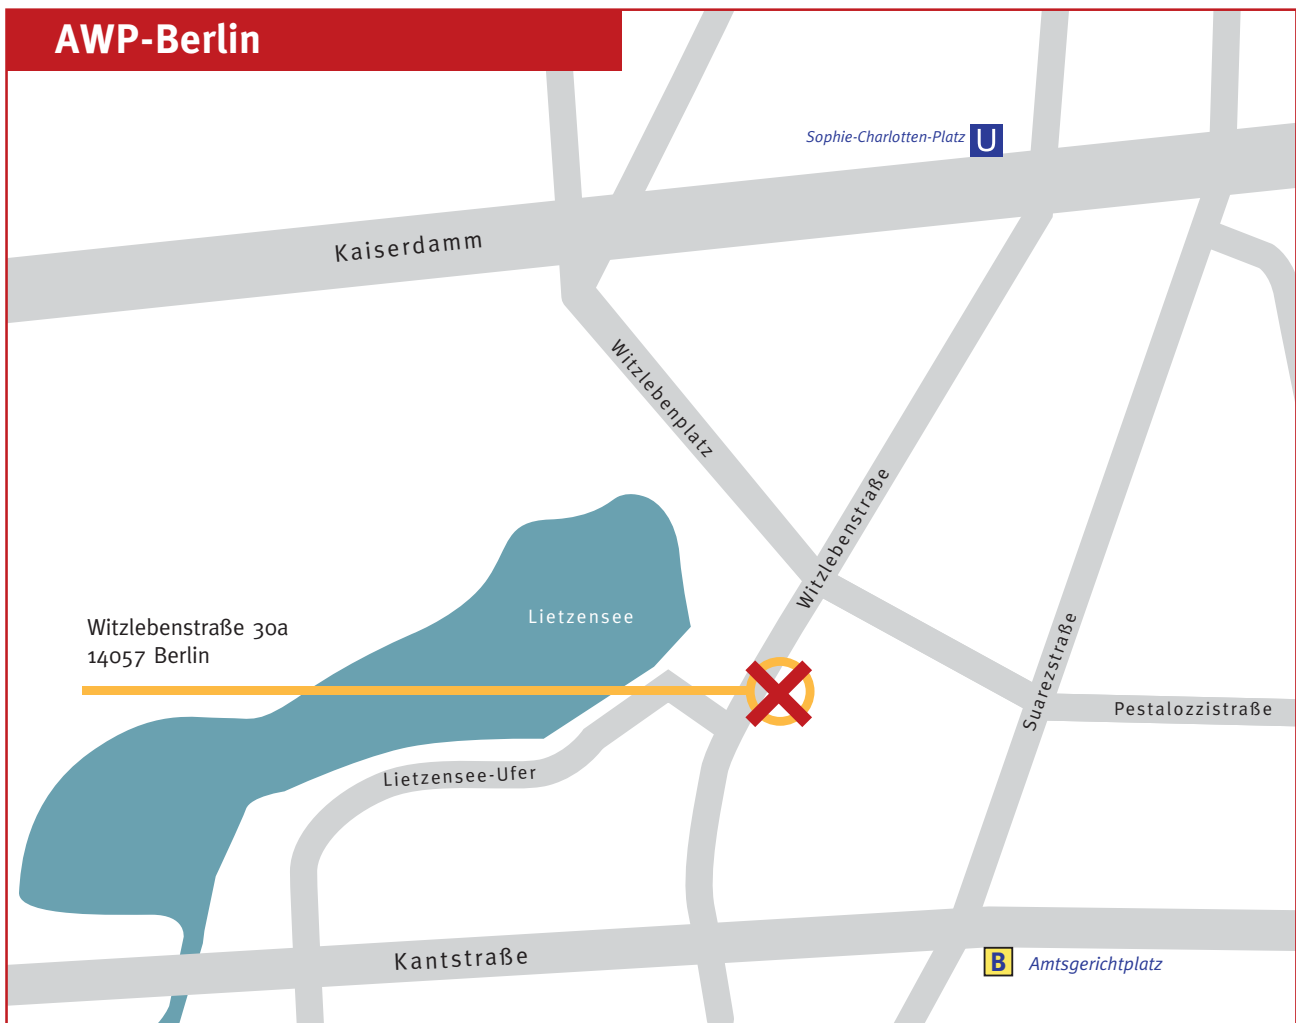 AWP-Berlin
Sophie-Charlotten-Platz U
Kaiserdamm
Witzlebenplatz
Witzlebenstraße
Lietzensee
Witzlebenstraße 30a
14057 Berlin
Suarezstraße
Pestalozzistraße
Lietzensee-Ufer
Kantstraße
B Amtsgerichtplatz